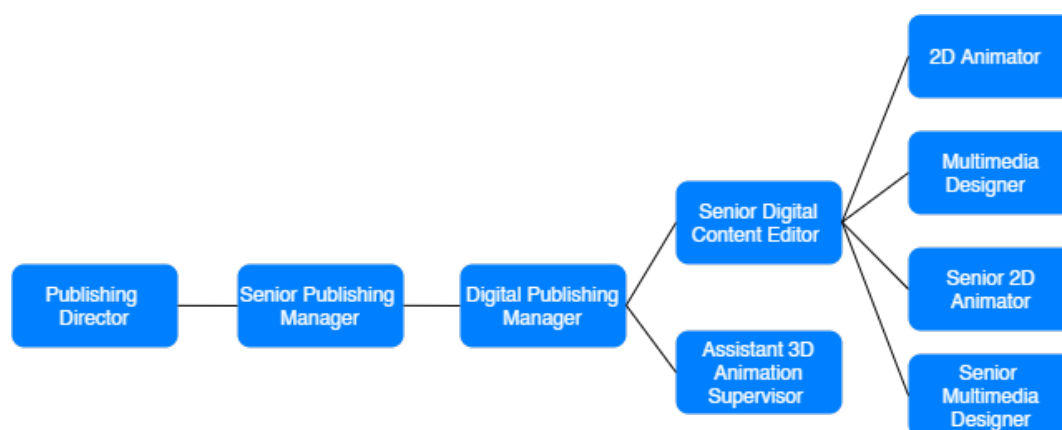 Publishing
Director
Senior Publishing
Manager
Digital Publishing
Manager
Senior Digital
Content Editor
Assistant 3D
Animation
Supervisor
2D Animator
Multimedia
Designer
Senior 2D
Animator
Senior
Multimedia
Designer